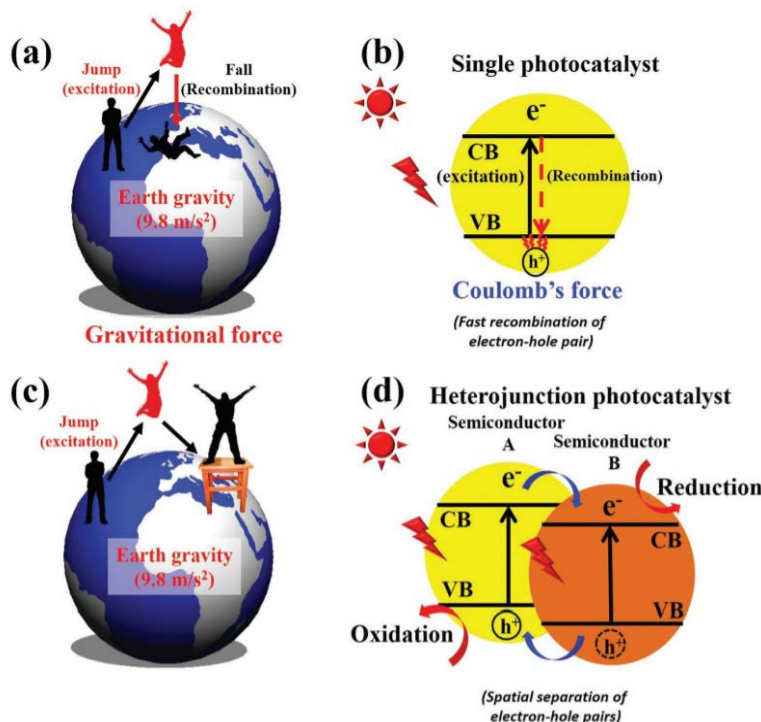 (a)
Jump
(excitation)
Fall
(Recombination)
Earth gravity
(9.8 m/s²)
Gravitational force
(b)
Single photocatalyst
e⁻
CB
(excitation)
(Recombination)
VB
h⁺
Coulomb's force
(Fast recombination of
electron-hole pair)
(c)
Jump
(excitation)
Earth gravity
(9.8 m/s²)
(d)
Heterojunction photocatalyst
Semiconductor
A
Semiconductor
B
e⁻
e⁻
Reduction
CB
CB
VB
VB
Oxidation
h⁺
h⁺
(Spatial separation of
electron-hole pairs)